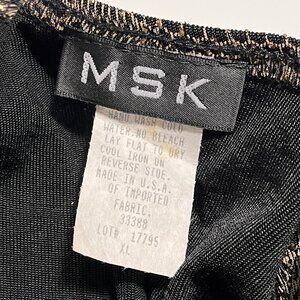 MSK
HAND WASH COLD
WATER.NO BLEACH
LAY FLAT TO DRY
COOL IRON ON
REVERSE SIDE.
MADE IN U.S.A.
OF IMPORTED
FABRIC.
33388
LOT# 17795
XL